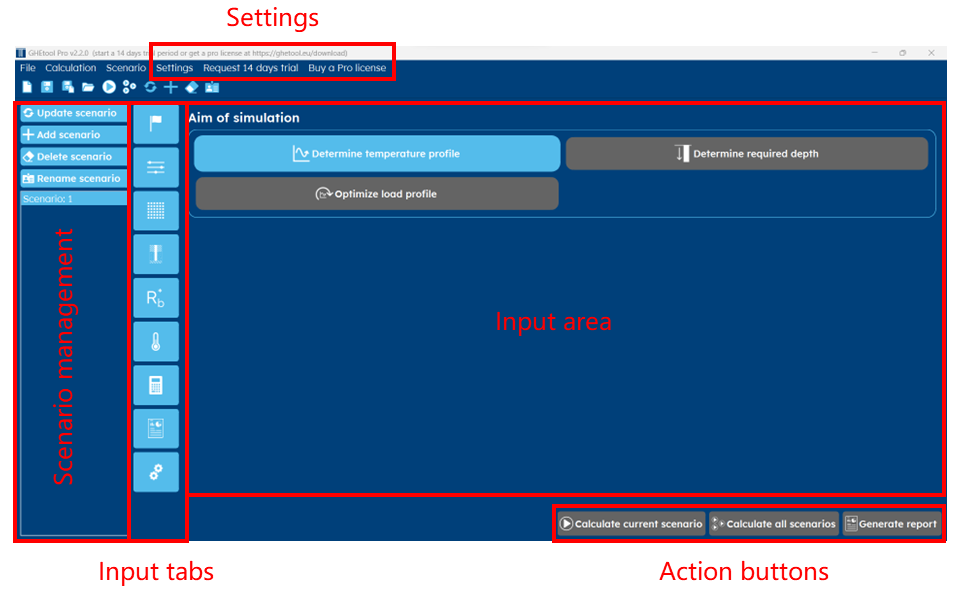 Settings
GHEtool Pro v2.2.0 (start a 14 days trial period or get a pro license at https://ghetool.eu/download)
File Calculation Scenario Settings Request 14 days trial Buy a Pro license
Update scenario
Add scenario
Delete scenario
Rename scenario
Scenario: 1
Scenario management
R*b
Aim of simulation
Determine temperature profile
Determine required depth
Optimize load profile
Input area
Calculate current scenario
Calculate all scenarios
Generate report
Input tabs
Action buttons